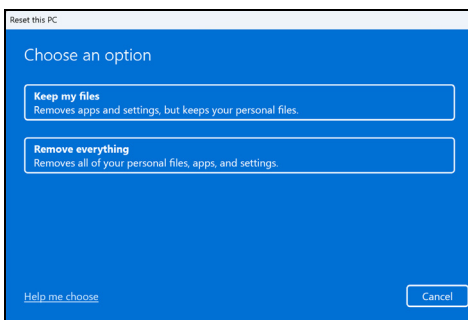 Reset this PC
Choose an option
Keep my files
Removes apps and settings, but keeps your personal files.
Remove everything
Removes all of your personal files, apps, and settings.
Help me choose
Cancel